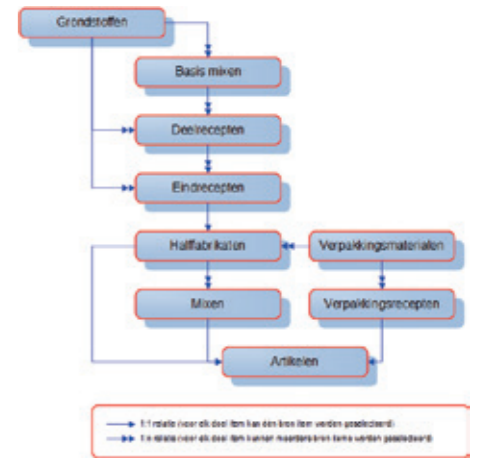 Grondstoffen
Basis mixen
Deelrecepten
Eindrecepten
Halffabrikaten
Verpakkingsmaterialen
Mixen
Verpakkingsrecepten
Artikelen
1:1 relatie (voor elk doel item kan één bron item worden geselecteerd)
1:n relatie (voor elk doel item kunnen meerdere bron items worden geselecteerd)